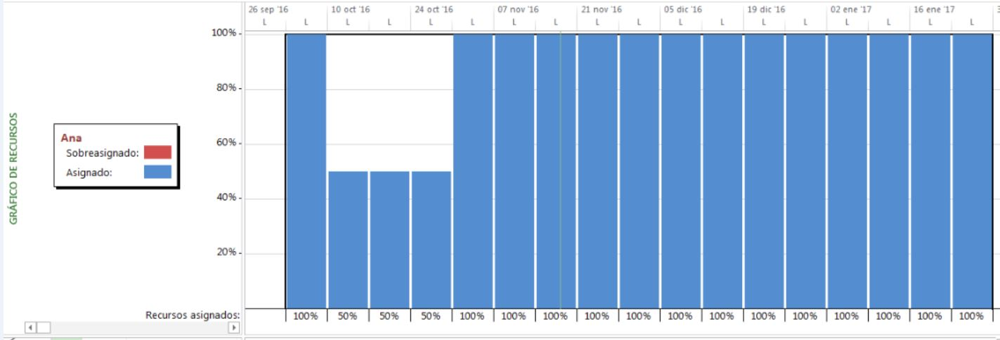 26 sep '16 10 oct '16 24 oct '16 07 nov '16 21 nov '16 05 dic '16 19 dic '16 02 ene '17 16 ene '17
L L L L L L L L L L L L L L L L L L
100%
80%
60%
40%
20%
GRÁFICO DE RECURSOS
Ana
Sobreasignado:
Asignado:
Recursos asignados: 100% 50% 50% 50% 100% 100% 100% 100% 100% 100% 100% 100% 100% 100% 100% 100% 100%